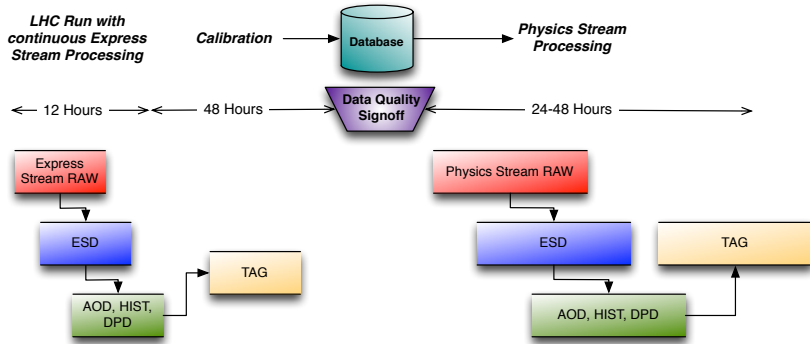 LHC Run with
continuous Express
Stream Processing
Calibration
Database
Physics Stream
Processing
12 Hours
48 Hours
Data Quality
Signoff
24-48 Hours
Express
Stream RAW
ESD
AOD, HIST,
DPD
TAG
Physics Stream RAW
ESD
AOD, HIST, DPD
TAG